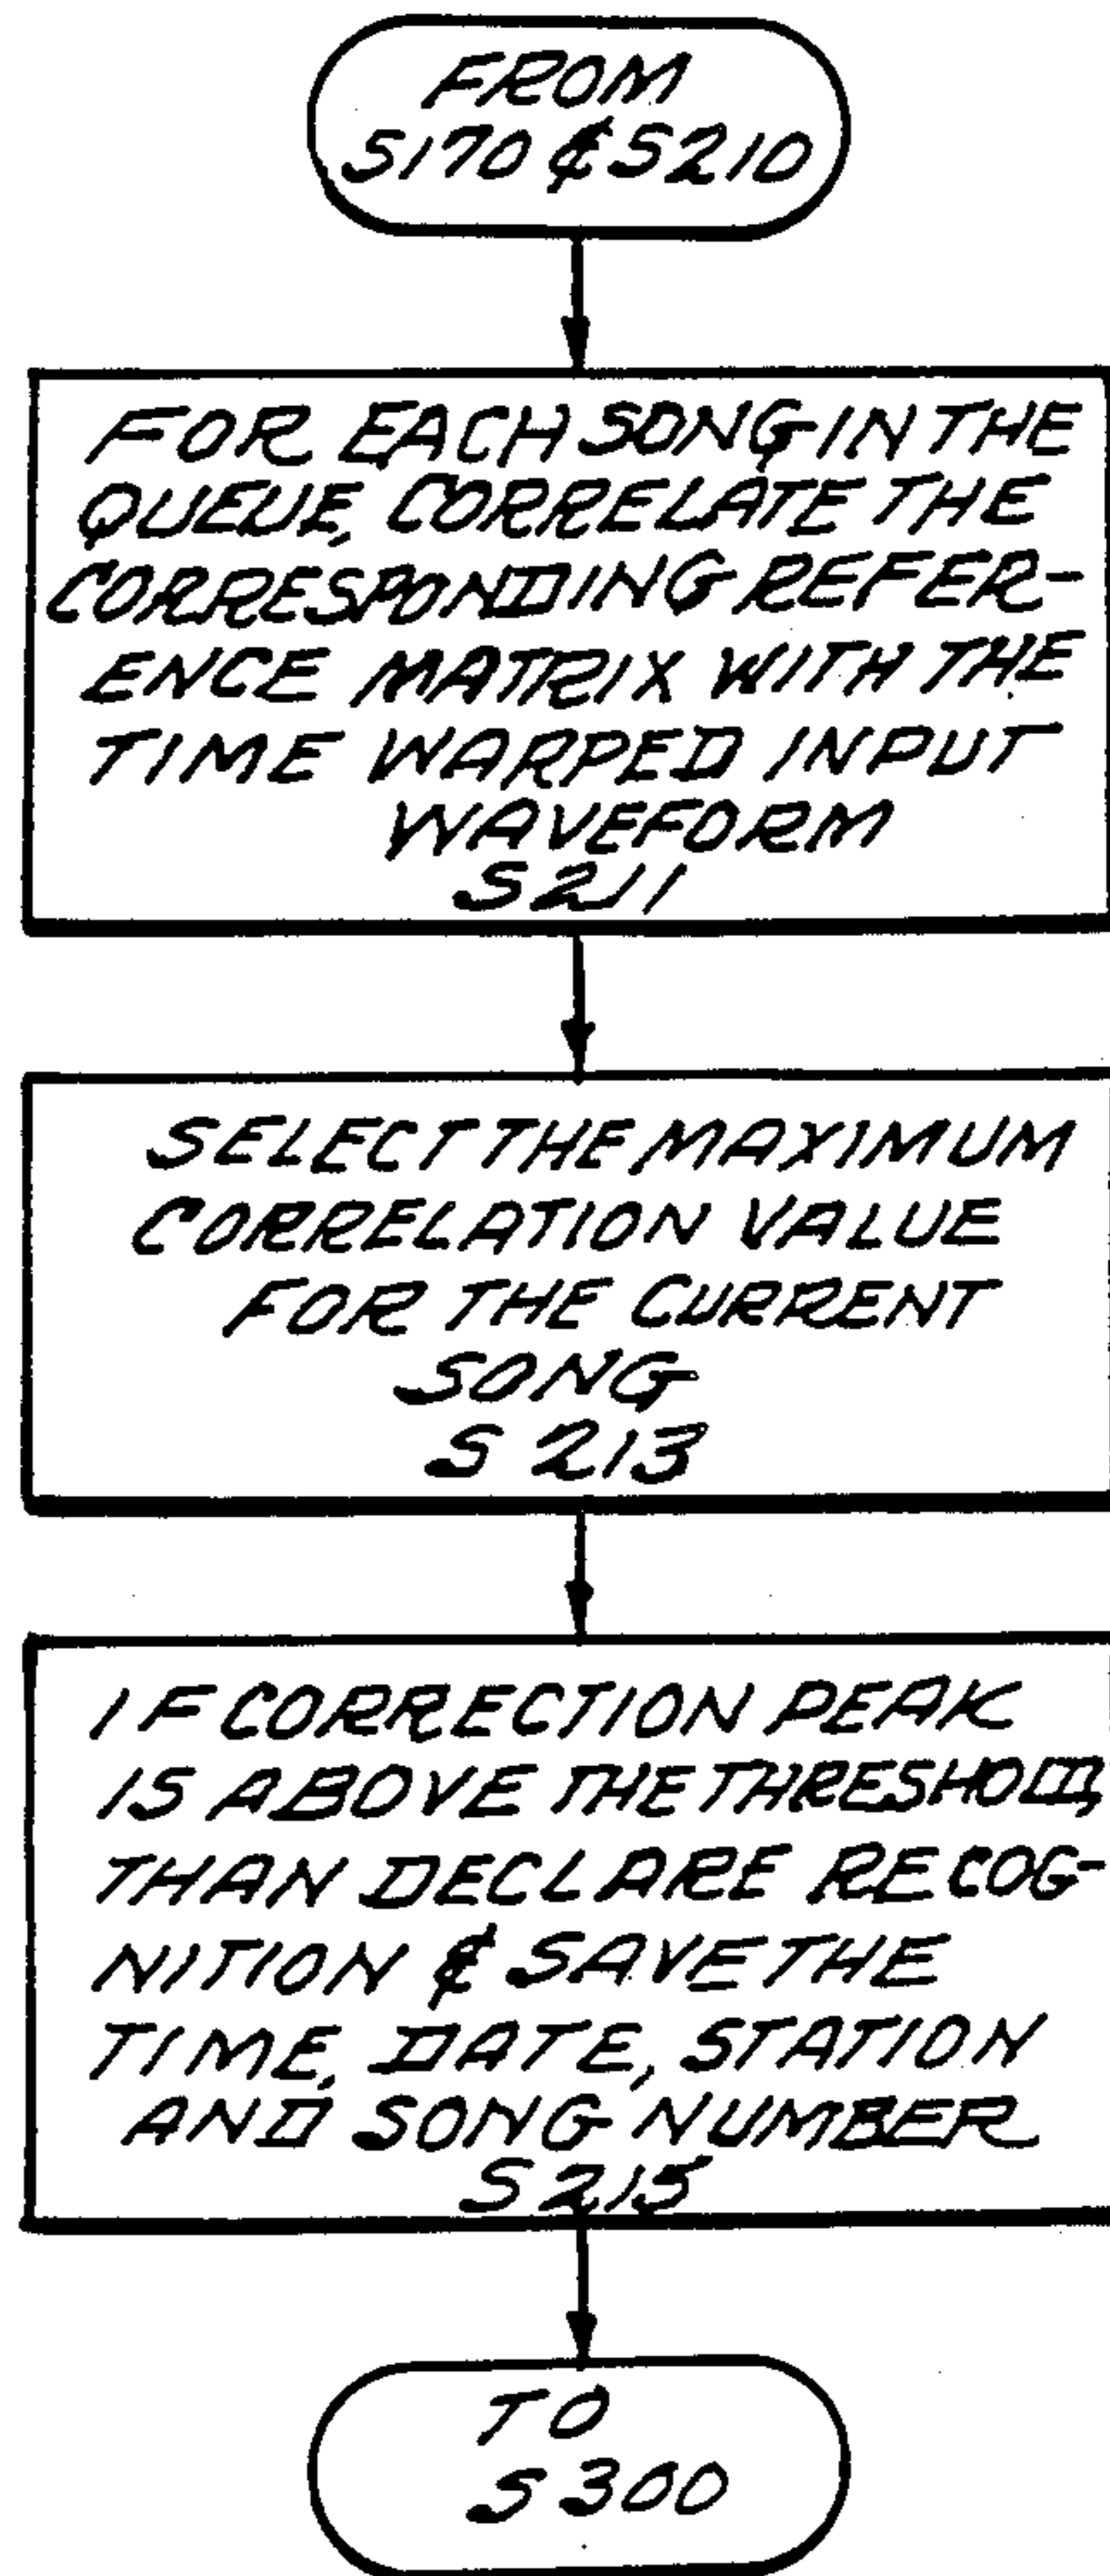 FROM
S170 & S210
FOR EACH SONG IN THE
QUEUE, CORRELATE THE
CORRESPONDING REFER-
ENCE MATRIX WITH THE
TIME WARPED INPUT
WAVEFORM
S211
SELECT THE MAXIMUM
CORRELATION VALUE
FOR THE CURRENT
SONG
S 213
IF CORRECTION PEAK
IS ABOVE THE THRESHOLD,
THAN DECLARE RECOG-
NITION & SAVE THE
TIME, DATE, STATION
AND SONG NUMBER
S215
TO
S300